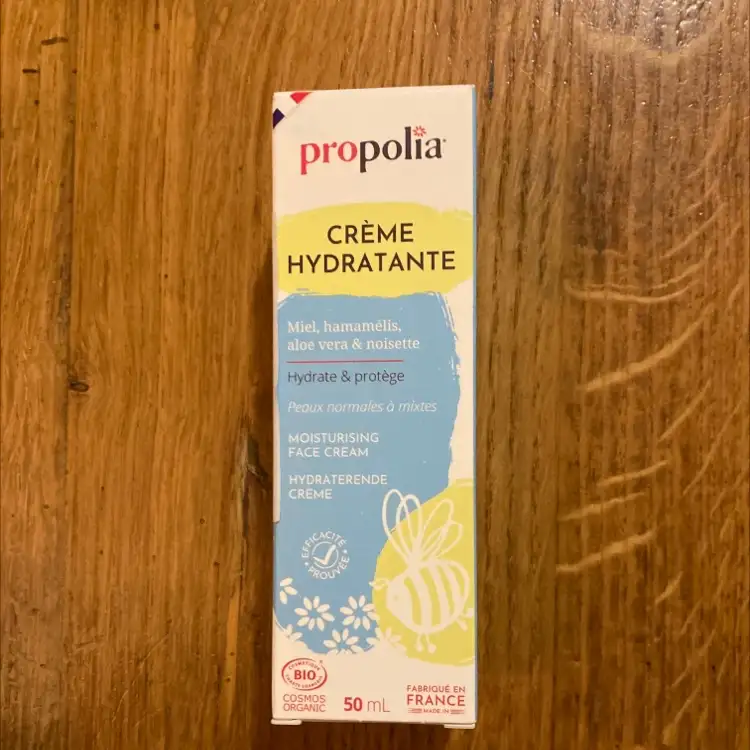 propolia
CRÈME
HYDRATANTE
Miel, hamamélis,
aloe vera & noisette
Hydrate & protège
Peaux normales à mixtes
MOISTURISING
FACE CREAM
HYDRATERENDE
CRÈME
EFFICACITÉ
PROUVÉE
COSMÉTIQUE
BIO
COSMOS
ORGANIC
50 mL
FABRIQUÉ EN
FRANCE
MADE IN